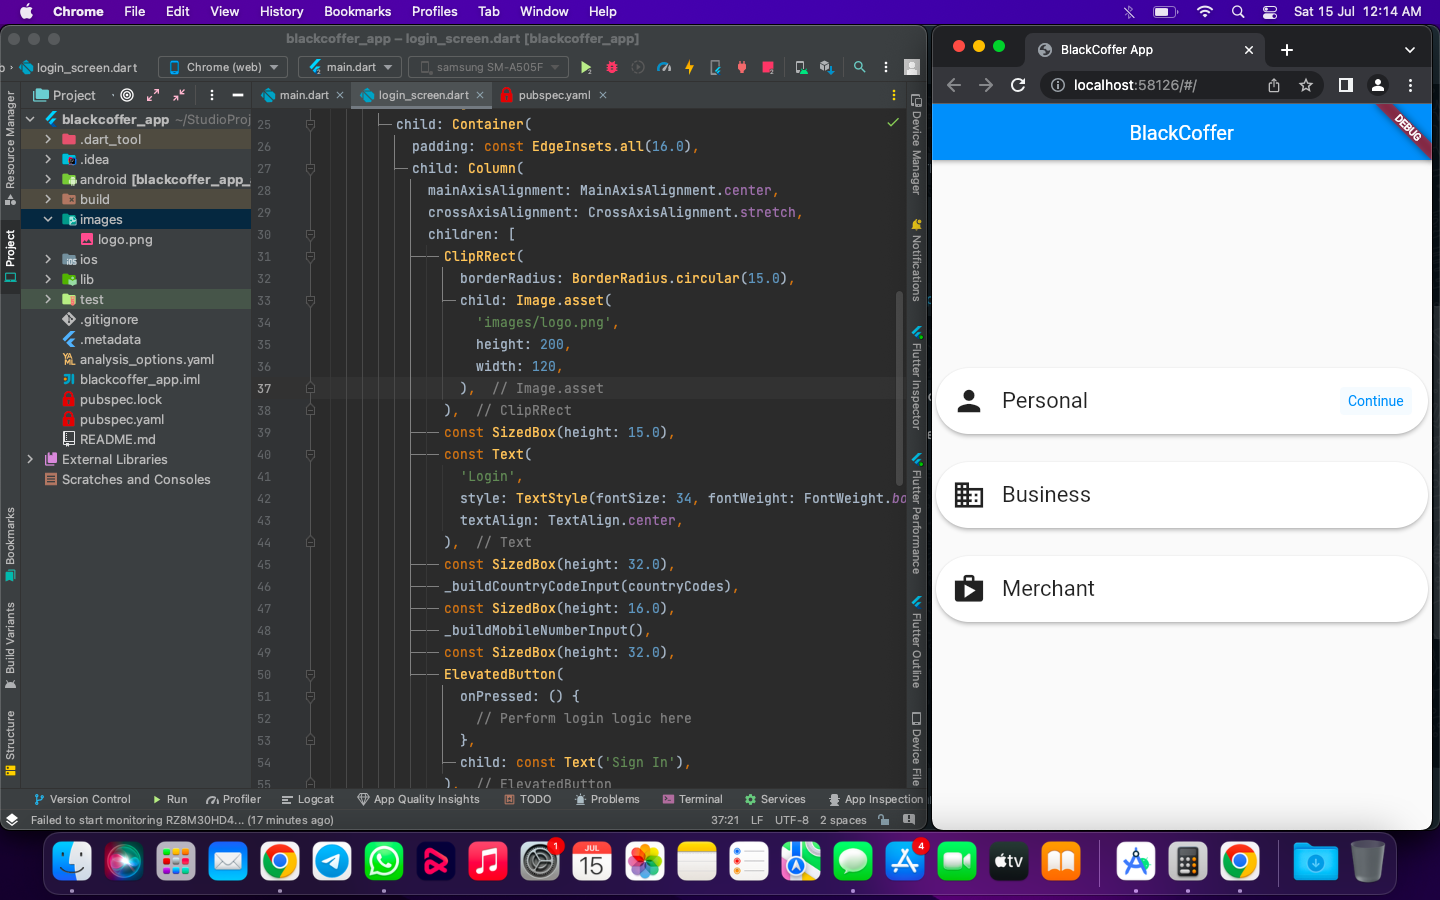 Chrome File Edit View History Bookmarks Profiles Tab Window Help Sat 15 Jul 12:14 AM
blackcoffer_app – login_screen.dart [blackcoffer_app]
login_screen.dart Chrome (web) main.dart samsung SM-A505F
Project main.dart login_screen.dart pubspec.yaml
Resource Manager
Project
Bookmarks
Build Variants
Structure
blackcoffer_app ~/StudioProj
.dart_tool
.idea
android [blackcoffer_app_
build
images
logo.png
ios
lib
test
.gitignore
.metadata
analysis_options.yaml
blackcoffer_app.iml
pubspec.lock
pubspec.yaml
README.md
External Libraries
Scratches and Consoles
25 child: Container(
26 padding: const EdgeInsets.all(16.0),
27 child: Column(
28 mainAxisAlignment: MainAxisAlignment.center,
29 crossAxisAlignment: CrossAxisAlignment.stretch,
30 children: [
31 ClipRRect(
32 borderRadius: BorderRadius.circular(15.0),
33 child: Image.asset(
34 'images/logo.png',
35 height: 200,
36 width: 120,
37 ), // Image.asset
38 ), // ClipRRect
39 const SizedBox(height: 15.0),
40 const Text(
41 'Login',
42 style: TextStyle(fontSize: 34, fontWeight: FontWeight.bo
43 textAlign: TextAlign.center,
44 ), // Text
45 const SizedBox(height: 32.0),
46 _buildCountryCodeInput(countryCodes),
47 const SizedBox(height: 16.0),
48 _buildMobileNumberInput(),
49 const SizedBox(height: 32.0),
50 ElevatedButton(
51 onPressed: () {
52 // Perform login logic here
53 },
54 child: const Text('Sign In'),
55 ), // ElevatedButton
Device Manager
Notifications
Flutter Inspector
Flutter Performance
Flutter Outline
Device File
Version Control Run Profiler Logcat App Quality Insights TODO Problems Terminal Services App Inspection
Failed to start monitoring RZ8M30HD4... (17 minutes ago) 37:21 LF UTF-8 2 spaces
BlackCoffer App
localhost:58126/#/
BlackCoffer
DEBUG
Personal Continue
Business
Merchant
1
JUL
15
4
tv